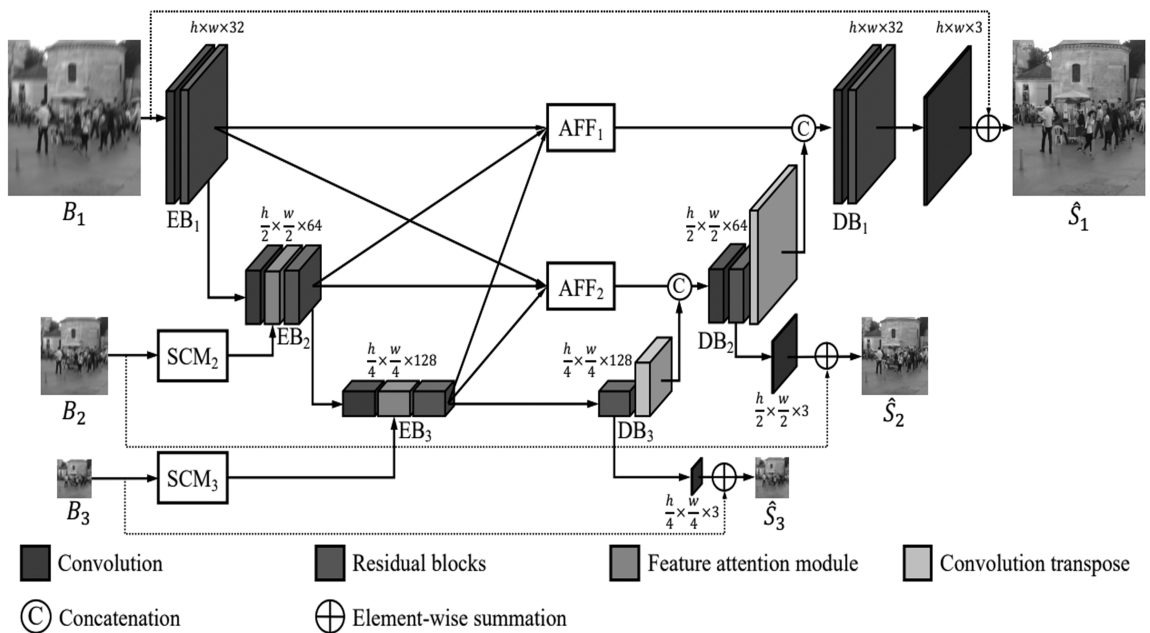 h×w×32
h×w×32
h×w×3
B₁
EB₁
AFF₁
C
DB₁
Ŝ₁
h/2×w/2×64
h/2×w/2×64
EB₂
AFF₂
C
DB₂
SCM₂
B₂
h/4×w/4×128
h/4×w/4×128
EB₃
DB₃
h/2×w/2×3
Ŝ₂
SCM₃
B₃
h/4×w/4×3
Ŝ₃
Convolution
Residual blocks
Feature attention module
Convolution transpose
C Concatenation
Element-wise summation